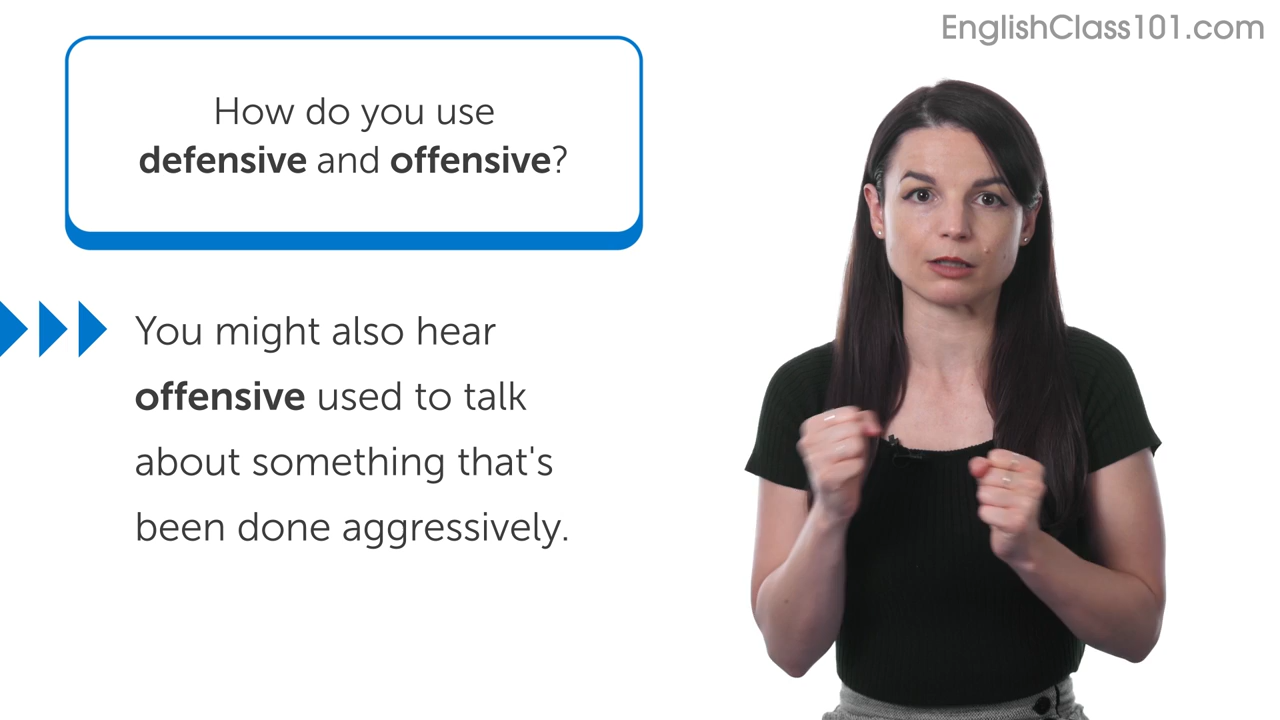 EnglishClass101.com
How do you use
defensive and offensive?
You might also hear
offensive used to talk
about something that's
been done aggressively.